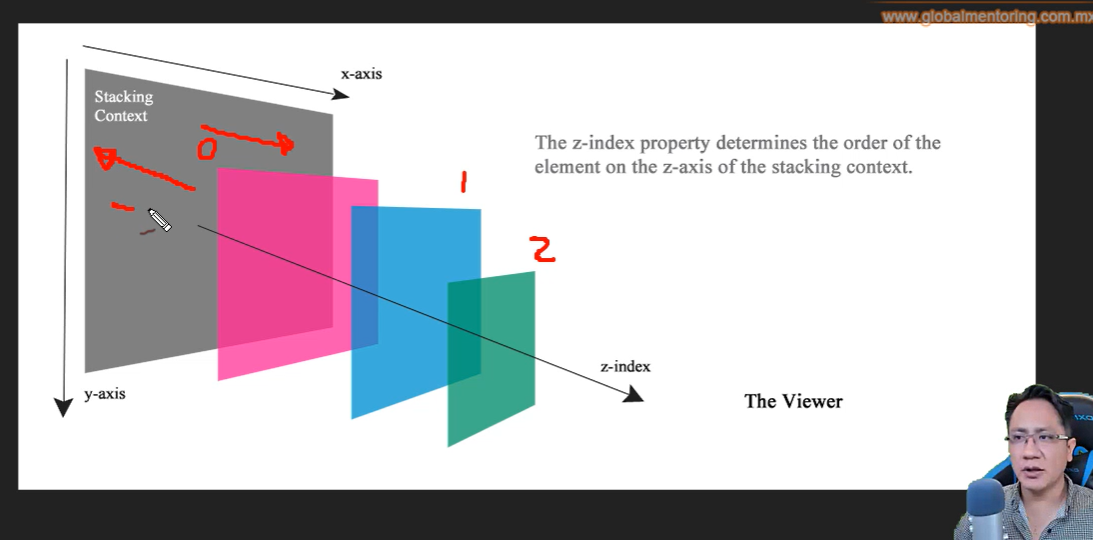 www.globalmentoring.com.mx
x-axis
Stacking
Context
0
The z-index property determines the order of the
element on the z-axis of the stacking context.
1
2
z-index
y-axis
The Viewer